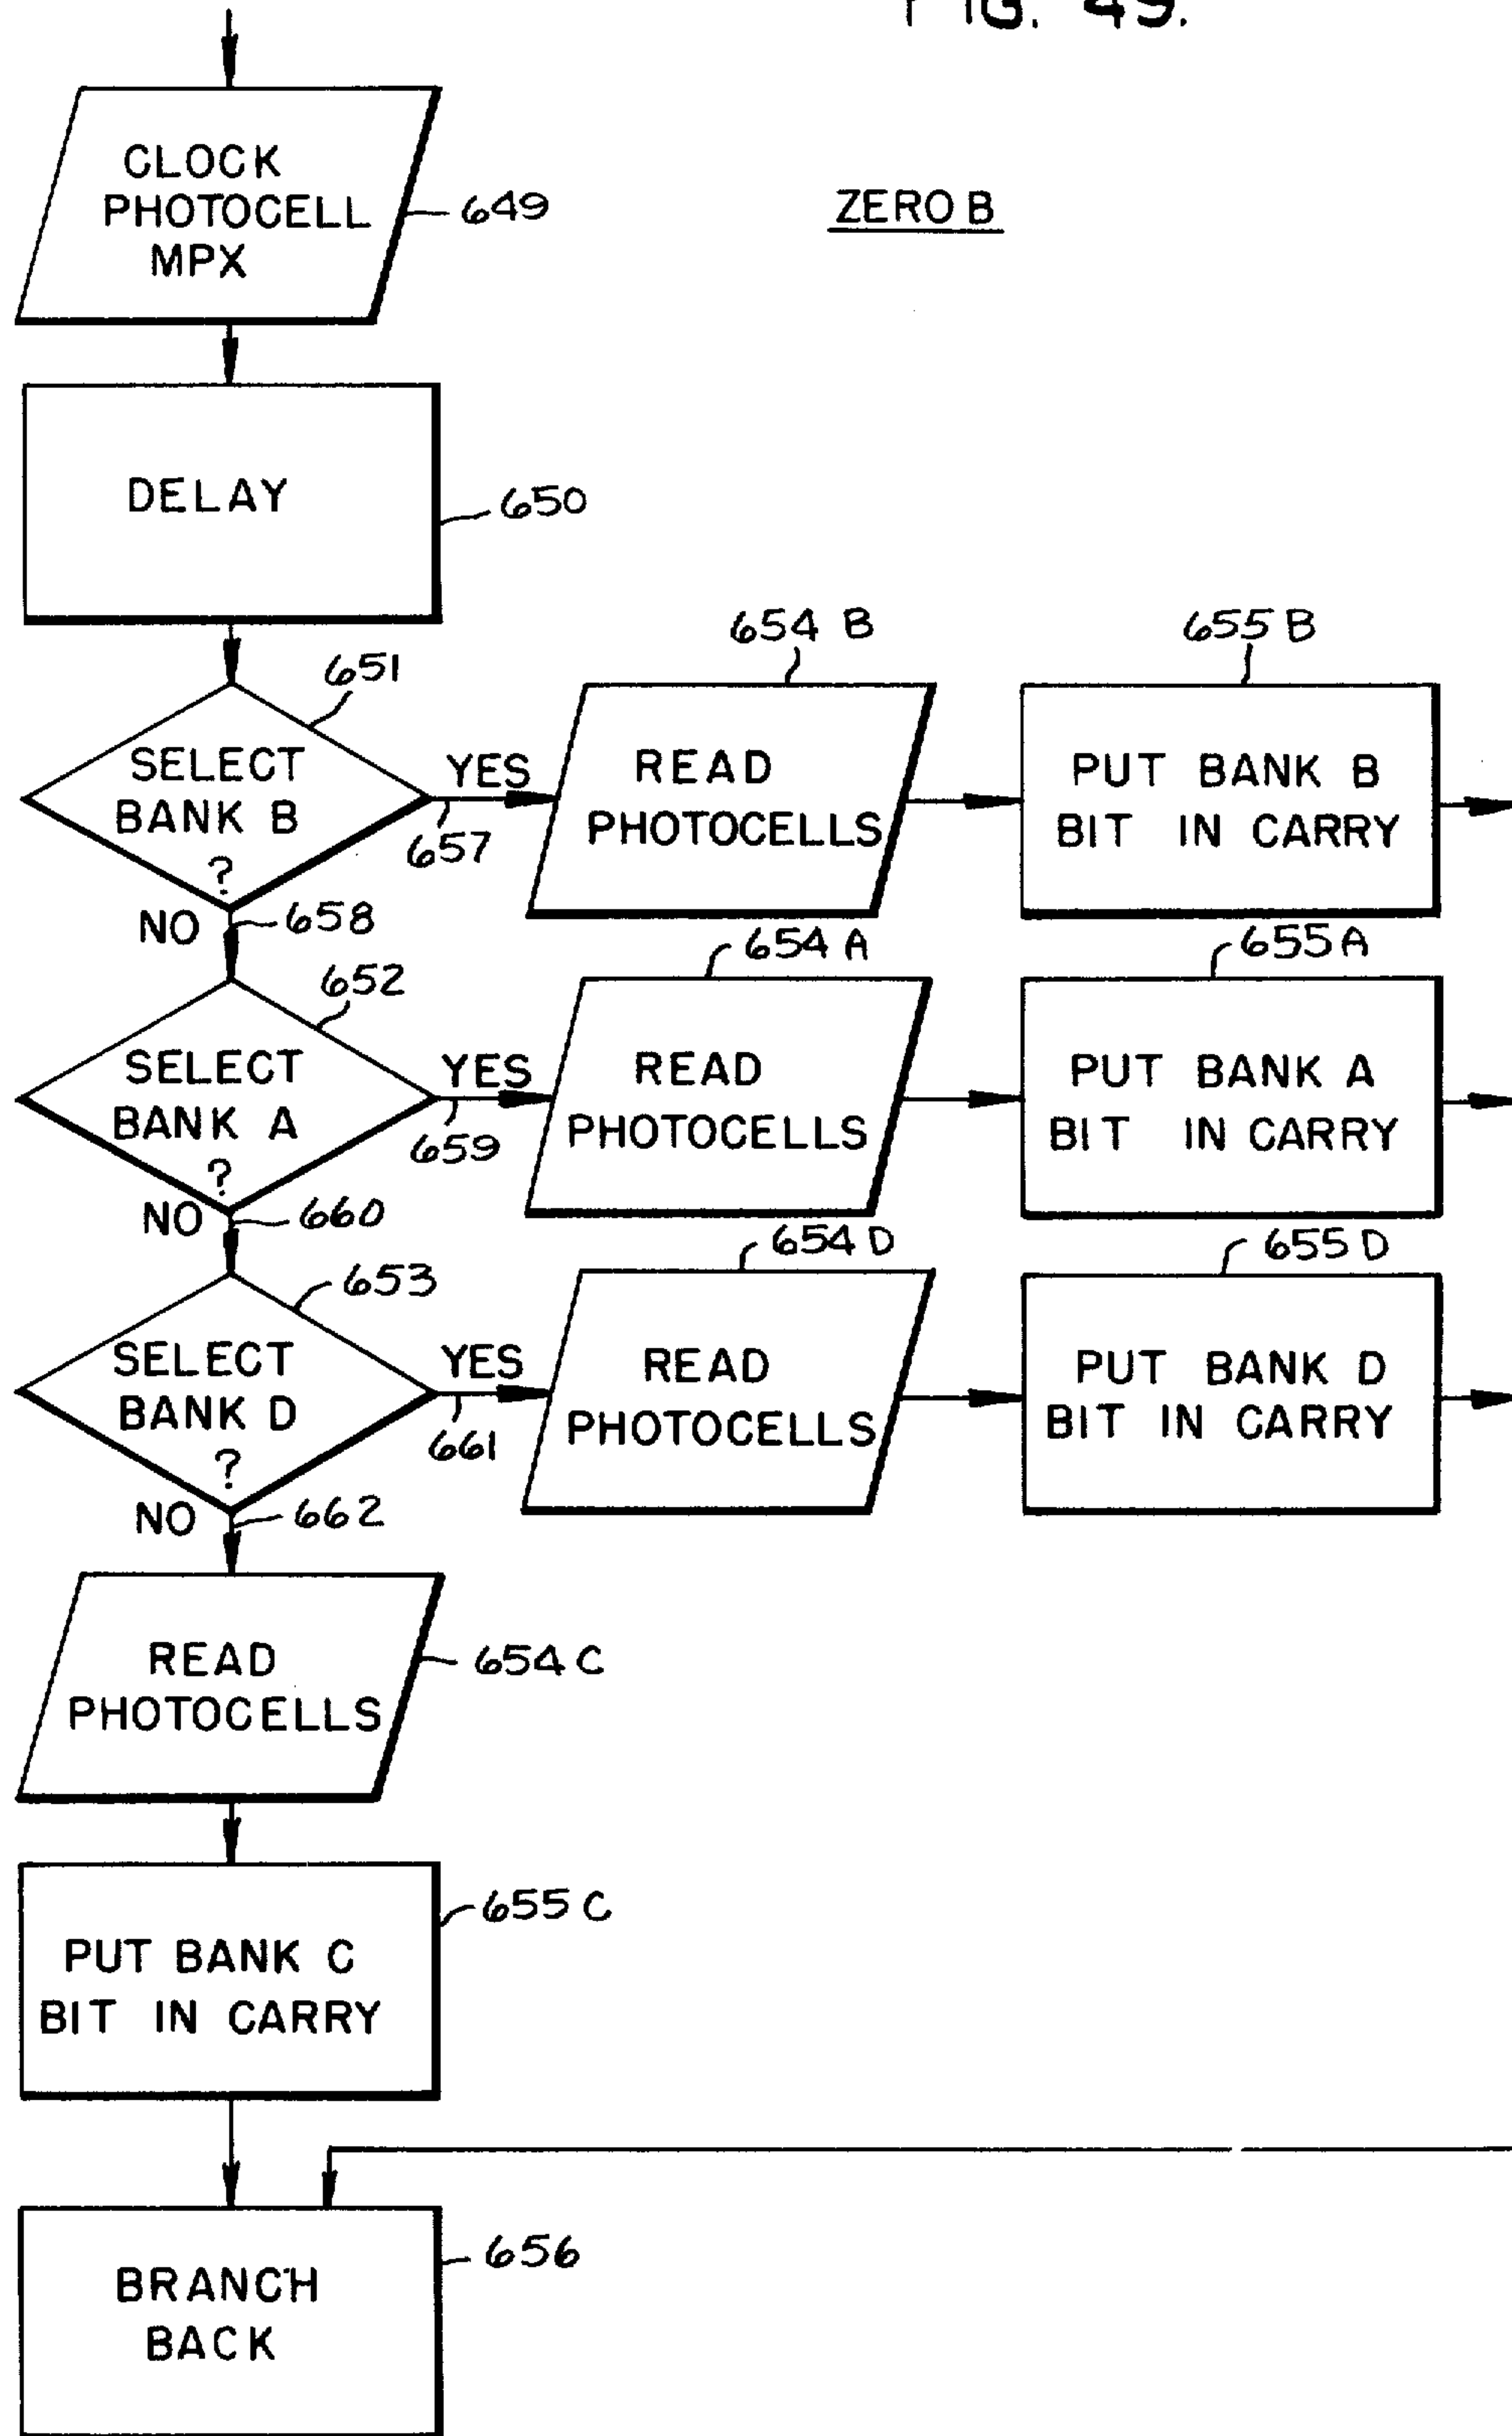 FIG. 49.
CLOCK
PHOTOCELL
MPX
649
ZERO B
DELAY
650
651
654 B
655 B
SELECT
BANK B
?
YES
657
READ
PHOTOCELLS
PUT BANK B
BIT IN CARRY
NO
658
652
654 A
655 A
SELECT
BANK A
?
YES
659
READ
PHOTOCELLS
PUT BANK A
BIT IN CARRY
NO
660
653
654 D
655 D
SELECT
BANK D
?
YES
661
READ
PHOTOCELLS
PUT BANK D
BIT IN CARRY
NO
662
READ
PHOTOCELLS
654 C
PUT BANK C
BIT IN CARRY
655 C
BRANCH
BACK
656